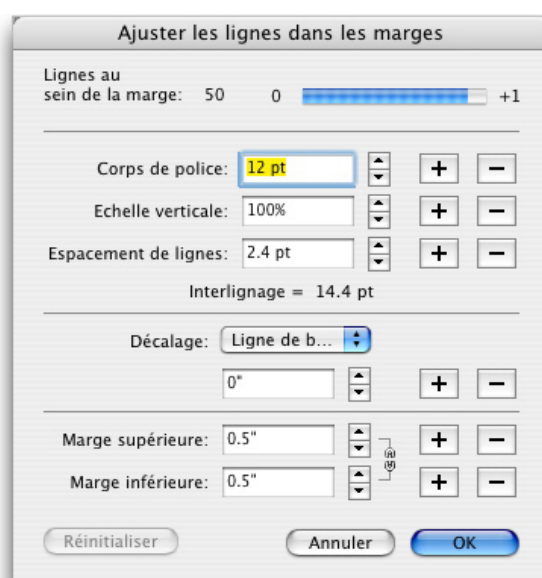 Ajuster les lignes dans les marges
Lignes au
sein de la marge: 50 0 +1
Corps de police: 12 pt + −
Echelle verticale: 100% + −
Espacement de lignes: 2.4 pt + −
Interlignage = 14.4 pt
Décalage: Ligne de b...
0" + −
Marge supérieure: 0.5" + −
Marge inférieure: 0.5" + −
Réinitialiser Annuler OK